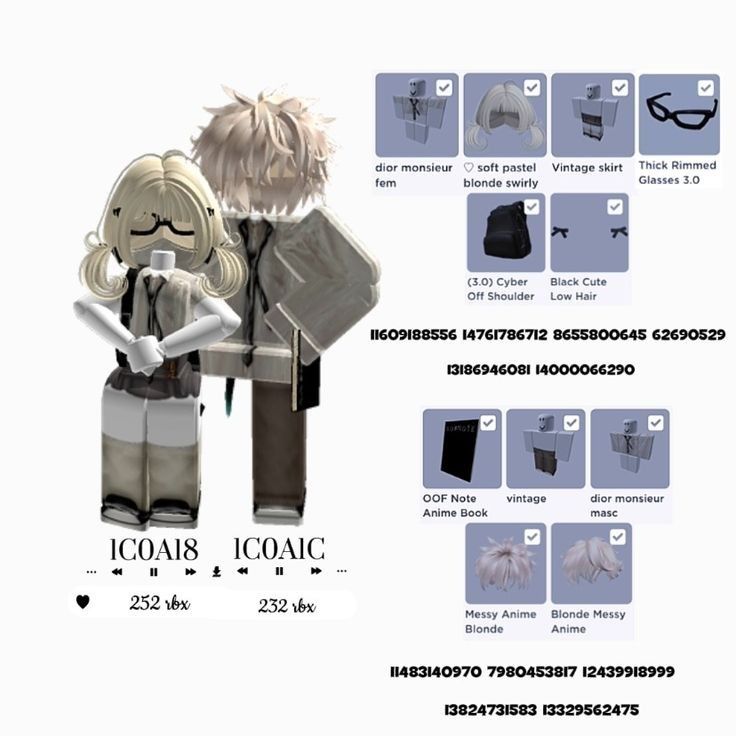 dior monsieur fem
♡ soft pastel blonde swirly
Vintage skirt
Thick Rimmed Glasses 3.0
(3.0) Cyber Off Shoulder
Black Cute Low Hair
11609188556 14761786712 8655800645 62690529
13186946081 14000066290
OOF Note Anime Book
vintage
dior monsieur masc
Messy Anime Blonde
Blonde Messy Anime
11483140970 7980453817 12439918999
13824731583 13329562475
1C0A18 1C0A1C
252 rbx 232 rbx